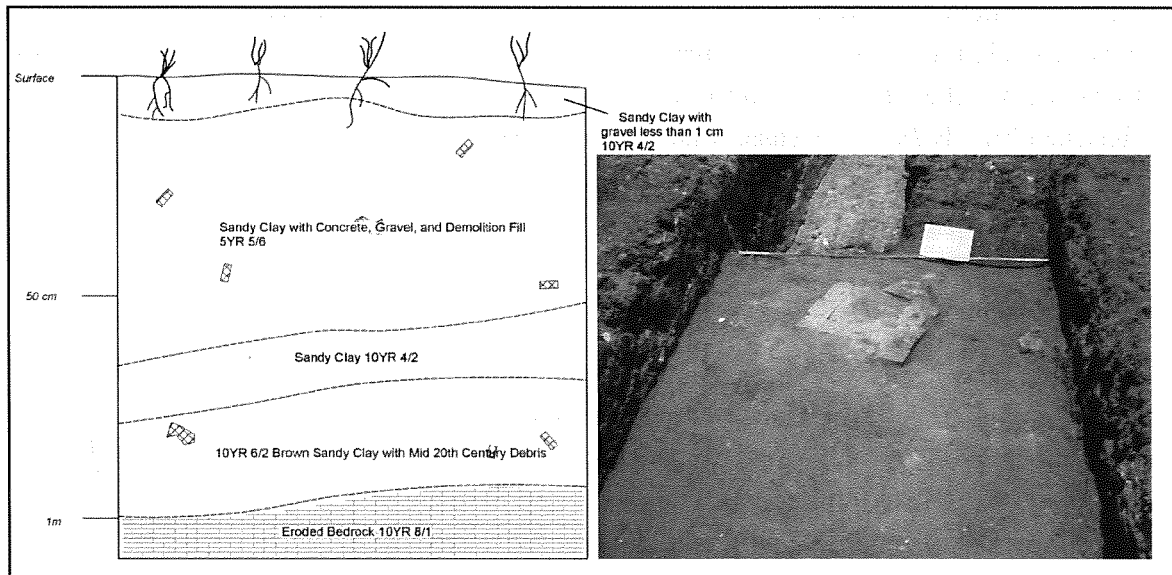 Surface
Sandy Clay with
gravel less than 1 cm
10YR 4/2
Sandy Clay with Concrete, Gravel, and Demolition Fill
5YR 5/6
50 cm
Sandy Clay 10YR 4/2
10YR 6/2 Brown Sandy Clay with Mid 20th Century Debris
1m
Eroded Bedrock 10YR 8/1